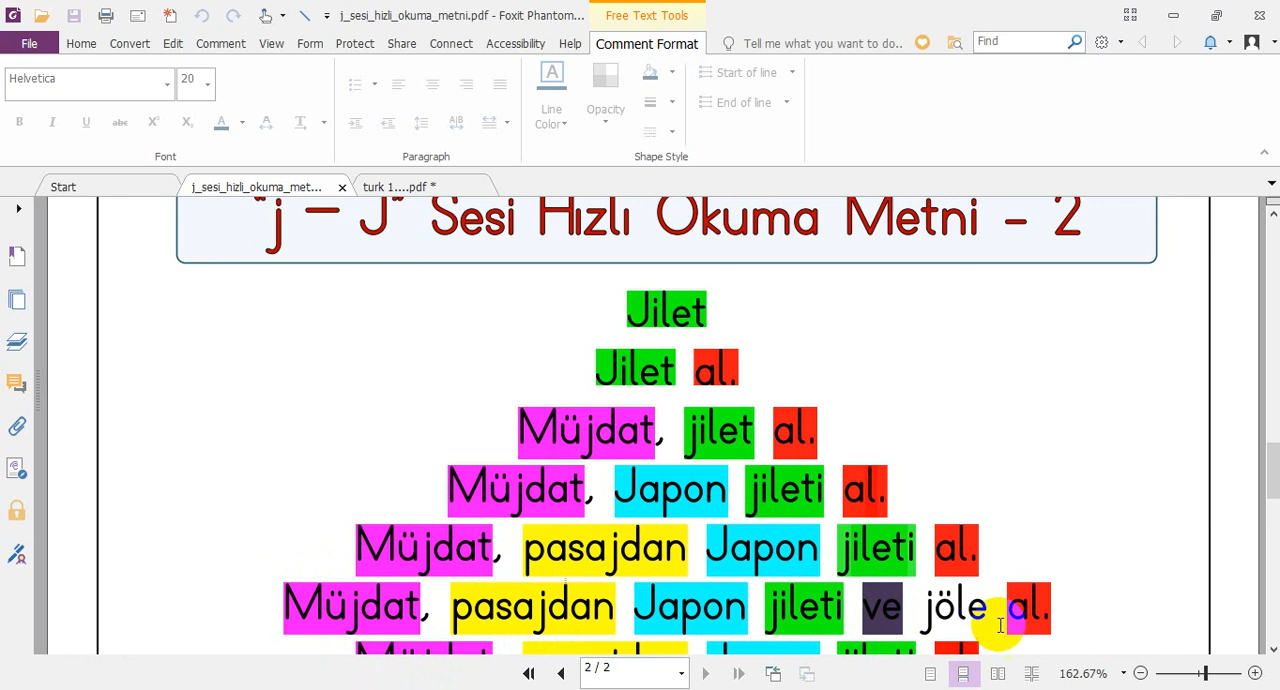 j_sesi_hizli_okuma_metni.pdf - Foxit Phantom...
Free Text Tools
File Home Convert Edit Comment View Form Protect Share Connect Accessibility Help Comment Format Tell me what you want to do.. Find
Helvetica 20
Line Color
Opacity
Start of line
End of line
Font Paragraph Shape Style
Start j_sesi_hizli_okuma_met... turk 1....pdf *
"j – J" Sesi Hızlı Okuma Metni - 2
Jilet
Jilet al.
Müjdat, jilet al.
Müjdat, Japon jileti al.
Müjdat, pasajdan Japon jileti al.
Müjdat, pasajdan Japon jileti ve jöle al.
2 / 2
162.67%